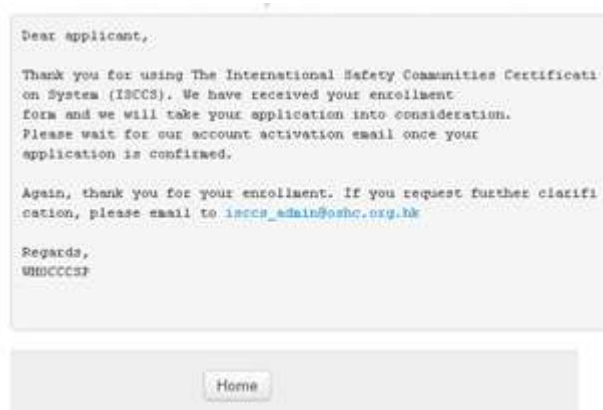 Dear applicant,
Thank you for using The International Safety Communities Certificati
on System (ISCCS). We have received your enrollment
form and we will take your application into consideration.
Please wait for our account activation email once your
application is confirmed.
Again, thank you for your enrollment. If you request further clarifi
cation, please email to isccs_admin@oshc.org.hk
Regards,
WHOCCCSP
Home